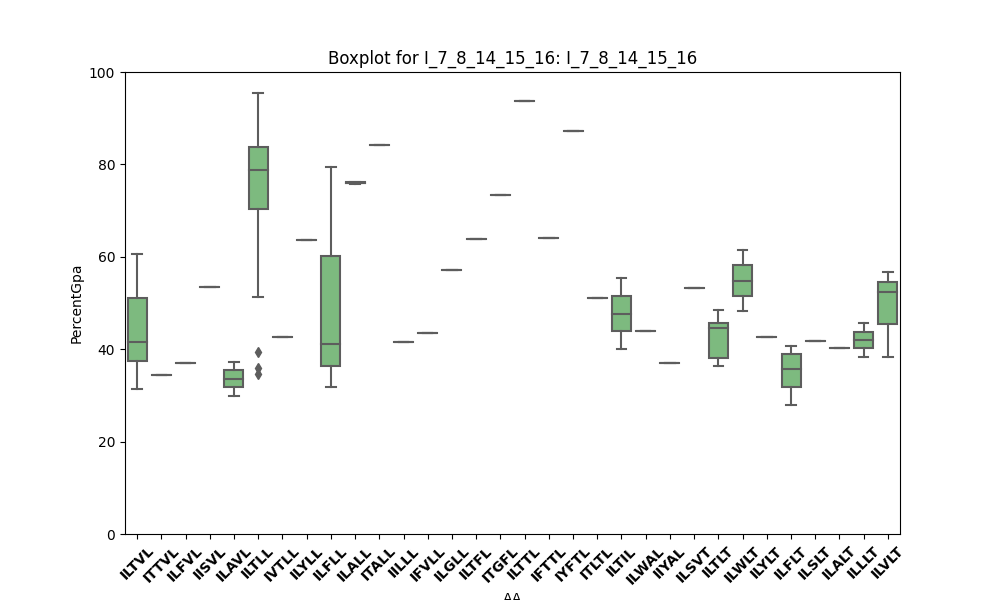 Boxplot for I_7_8_14_15_16: I_7_8_14_15_16
100
80
60
40
20
0
PercentGpa
ILTVL
ITTVL
ILFVL
IISVL
ILAVL
ILTLL
IVTLL
ILYLL
ILFLL
ILALL
ITALL
IILLL
IFVLL
ILGLL
ILTFL
ITGFL
ILTTL
IFTTL
IYFTL
ITLTL
ILTIL
ILWAL
IIYAL
ILSVT
ILTLT
ILWLT
ILYLT
ILFLT
ILSLT
ILALT
ILLLT
ILVLT
AA